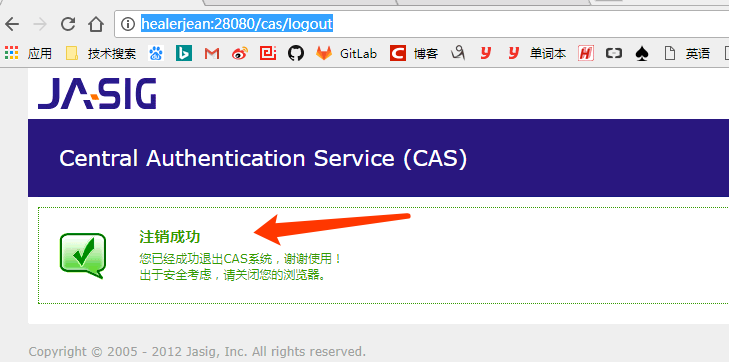 healerjean:28080/cas/logout
应用 技术搜索 GitLab 博客 单词本 英语
JASIG
Central Authentication Service (CAS)
注销成功
您已经成功退出CAS系统，谢谢使用！
出于安全考虑，请关闭您的浏览器。
Copyright © 2005 - 2012 Jasig, Inc. All rights reserved.